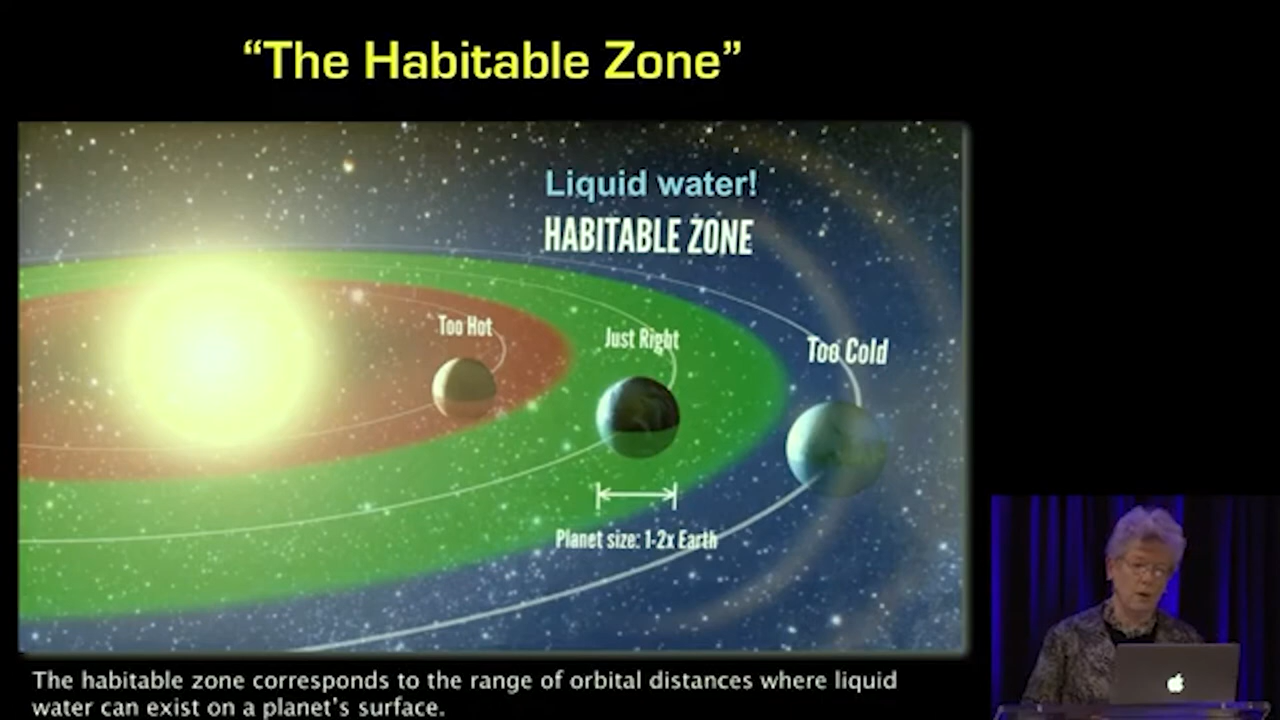 “The Habitable Zone”
Liquid water!
HABITABLE ZONE
Too Hot
Just Right
Too Cold
Planet size: 1-2x Earth
The habitable zone corresponds to the range of orbital distances where liquid
water can exist on a planet’s surface.